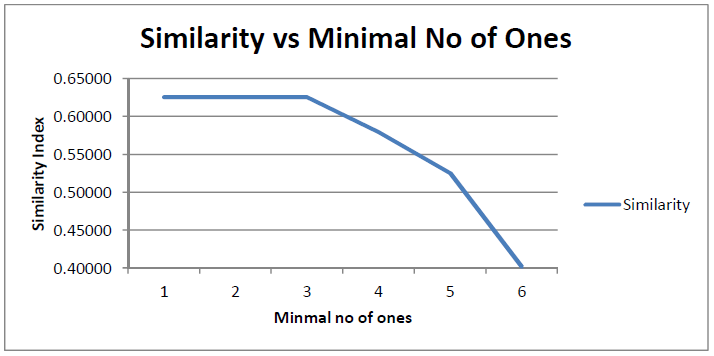 Similarity vs Minimal No of Ones
0.65000
0.60000
0.55000
0.50000
0.45000
0.40000
Similarity Index
1 2 3 4 5 6
Minmal no of ones
Similarity